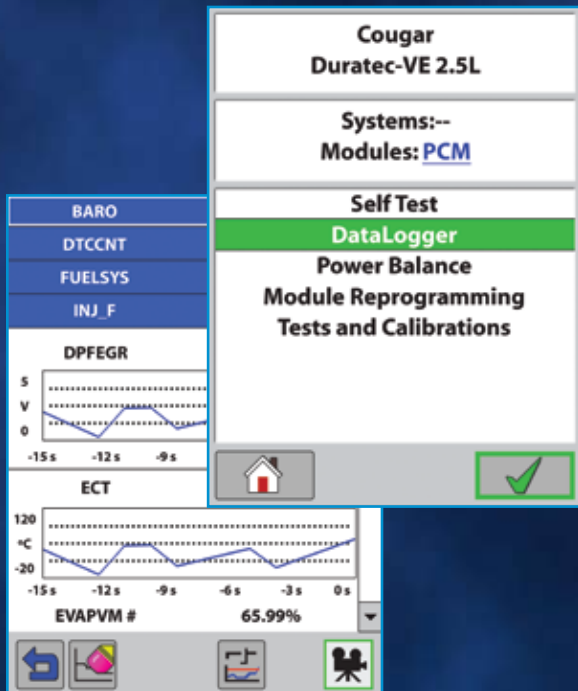 Cougar
Duratec-VE 2.5L
Systems:--
Modules: PCM
Self Test
DataLogger
Power Balance
Module Reprogramming
Tests and Calibrations
BARO
DTCCNT
FUELSYS
INJ_F
DPFEGR
5
V
0
-15 s -12 s -9 s
ECT
120
ºC
-20
-15 s -12 s -9 s -6 s -3 s 0 s
EVAPVM # 65.99%